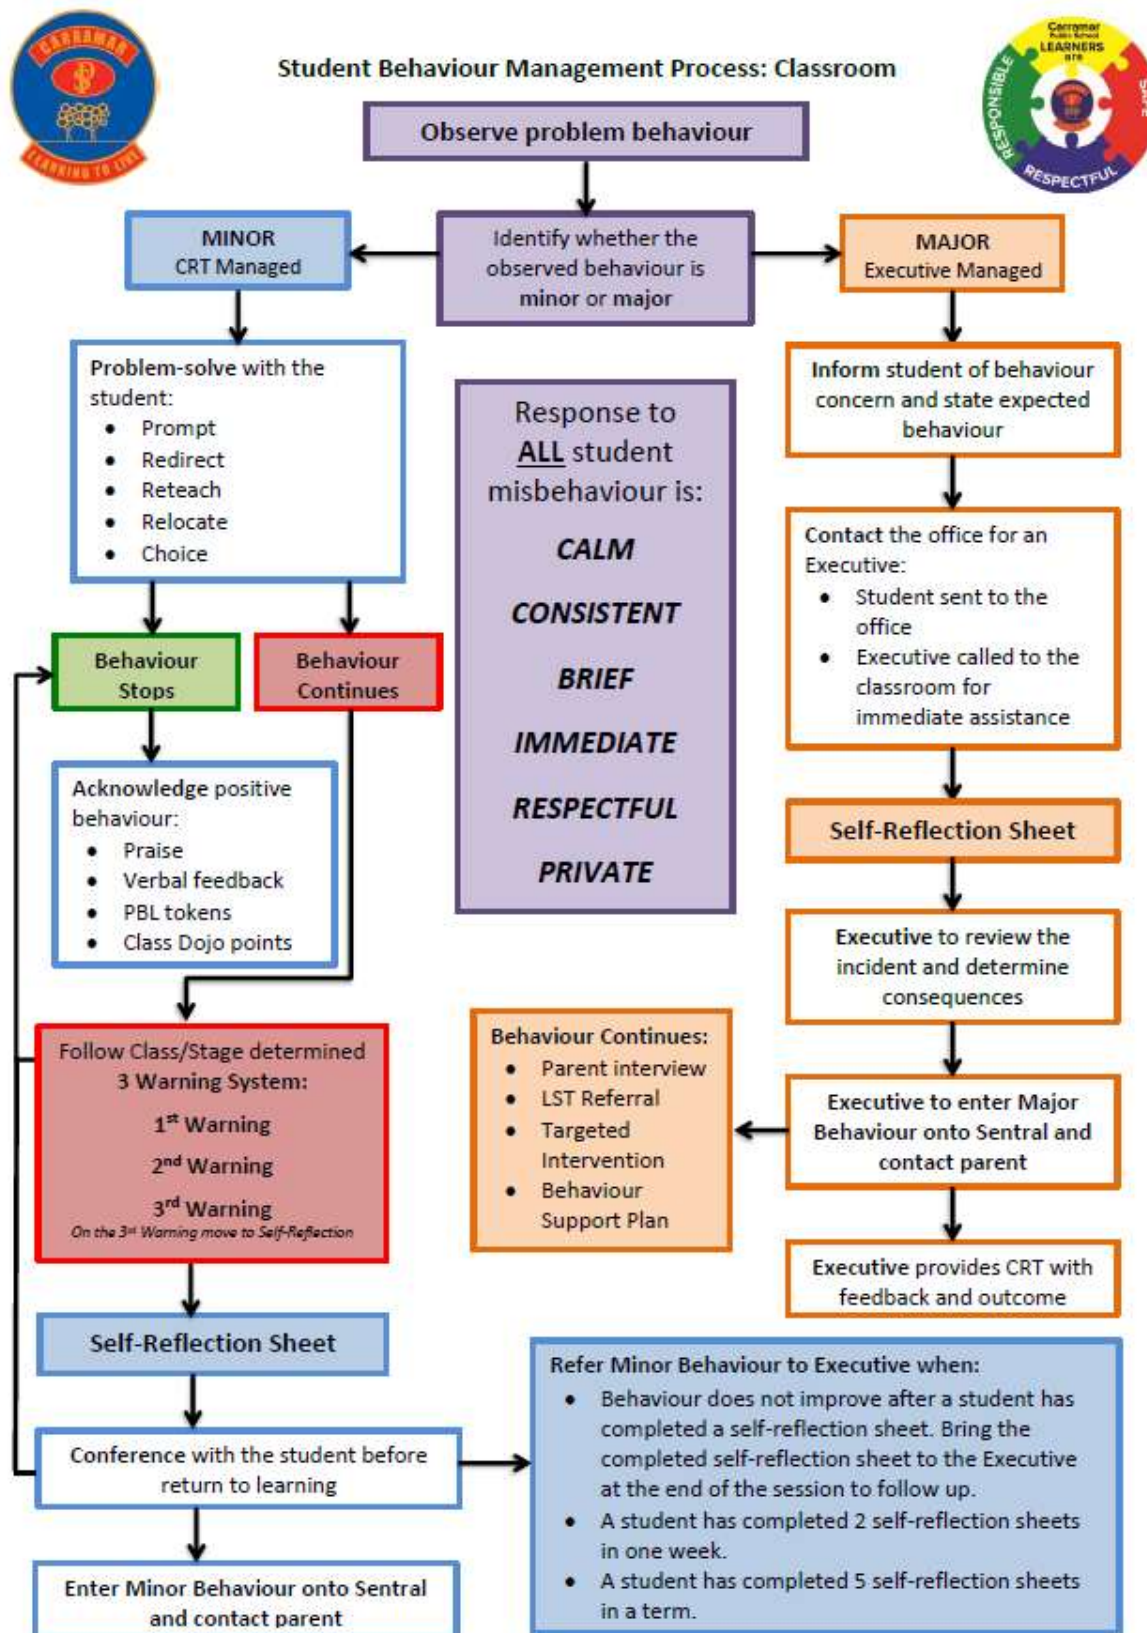 CARRAMAR
PS
LEARNING TO LIVE
Student Behaviour Management Process: Classroom
Carramar
Public School
LEARNERS
are
RESPONSIBLE
RESPECTFUL
Observe problem behaviour
Identify whether the
observed behaviour is
minor or major
MINOR
CRT Managed
MAJOR
Executive Managed
Problem-solve with the
student:
• Prompt
• Redirect
• Reteach
• Relocate
• Choice
Behaviour
Stops
Behaviour
Continues
Acknowledge positive
behaviour:
• Praise
• Verbal feedback
• PBL tokens
• Class Dojo points
Follow Class/Stage determined
3 Warning System:
1st Warning
2nd Warning
3rd Warning
On the 3st Warning move to Self-Reflection
Self-Reflection Sheet
Conference with the student before
return to learning
Enter Minor Behaviour onto Sentral
and contact parent
Response to
ALL student
misbehaviour is:
CALM
CONSISTENT
BRIEF
IMMEDIATE
RESPECTFUL
PRIVATE
Inform student of behaviour
concern and state expected
behaviour
Contact the office for an
Executive:
• Student sent to the
office
• Executive called to the
classroom for
immediate assistance
Self-Reflection Sheet
Executive to review the
incident and determine
consequences
Executive to enter Major
Behaviour onto Sentral and
contact parent
Behaviour Continues:
• Parent interview
• LST Referral
• Targeted
Intervention
• Behaviour
Support Plan
Executive provides CRT with
feedback and outcome
Refer Minor Behaviour to Executive when:
• Behaviour does not improve after a student has
completed a self-reflection sheet. Bring the
completed self-reflection sheet to the Executive
at the end of the session to follow up.
• A student has completed 2 self-reflection sheets
in one week.
• A student has completed 5 self-reflection sheets
in a term.